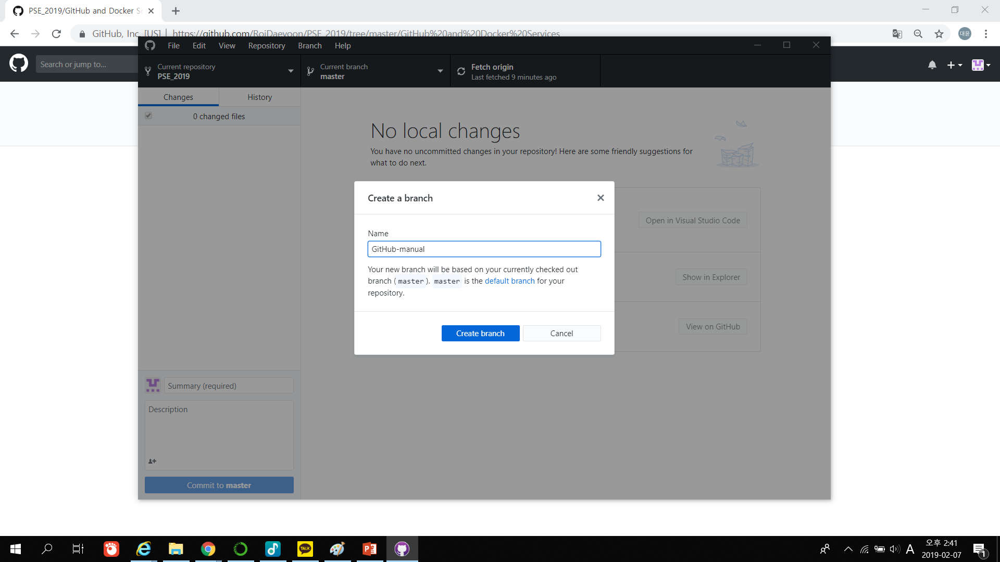 PSE_2019/GitHub and Docker S
GitHub, Inc. [US] | https://github.com/RoiDaeyoon/PSE_2019/tree/master/GitHub%20and%20Docker%20Services
대윤
Search or jump to...
File Edit View Repository Branch Help
Current repository
PSE_2019
Current branch
master
Fetch origin
Last fetched 9 minutes ago
Changes
History
0 changed files
No local changes
You have no uncommitted changes in your repository! Here are some friendly suggestions for
what to do next.
Create a branch
Name
GitHub-manual
Your new branch will be based on your currently checked out
branch (master). master is the default branch for your
repository.
Create branch
Cancel
Open in Visual Studio Code
Show in Explorer
View on GitHub
Summary (required)
Description
Commit to master
TALK
A
오후 2:41
2019-02-07
1